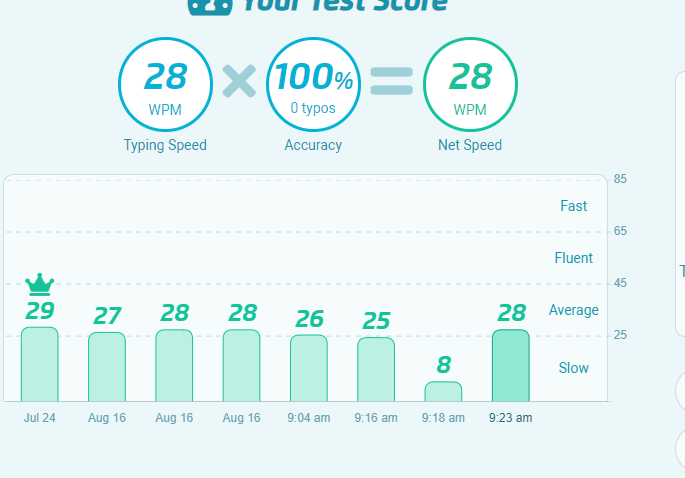 Your Test Score
28 100% 28
WPM 0 typos WPM
Typing Speed Accuracy Net Speed
85
Fast
65
Fluent
45
29 27 28 28 26 25 8 28
Average
25
Slow
Jul 24 Aug 16 Aug 16 Aug 16 9:04 am 9:16 am 9:18 am 9:23 am